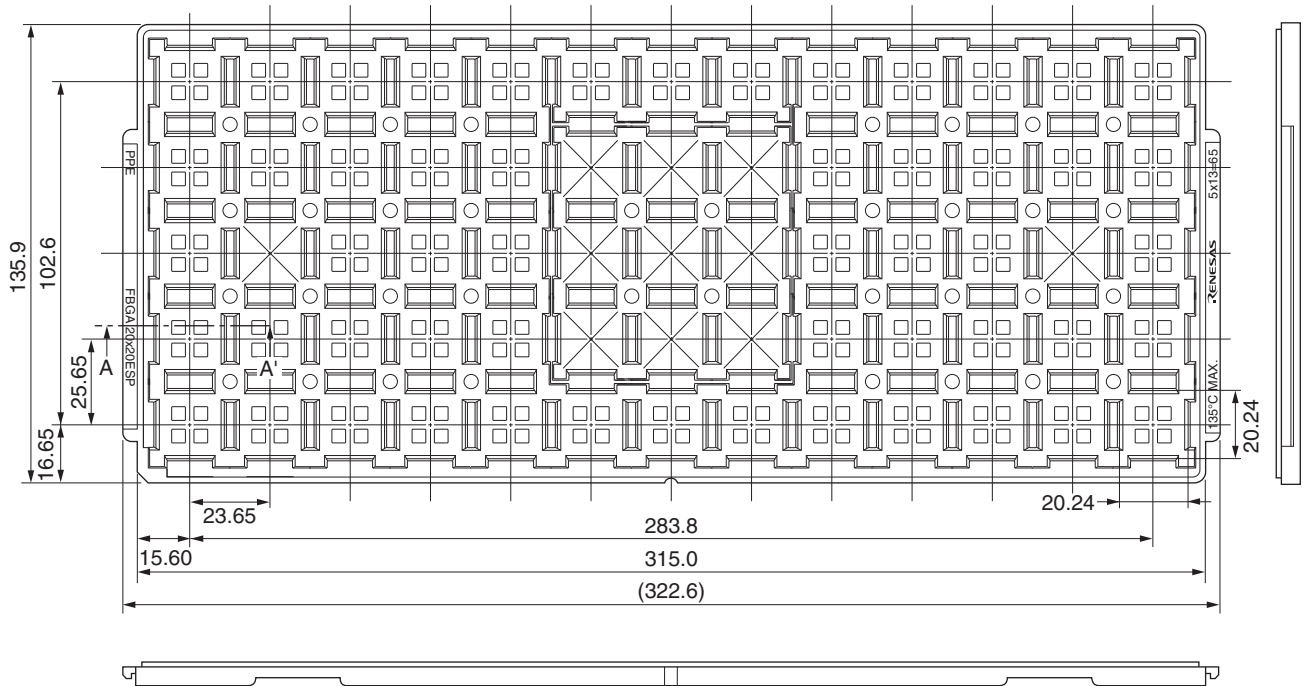 PPE
5x13=65
135.9
102.6
RENESAS
FBGA 20x20ESP
A
A'
25.65
16.65
135°C MAX.
20.24
23.65
20.24
283.8
15.60
315.0
(322.6)